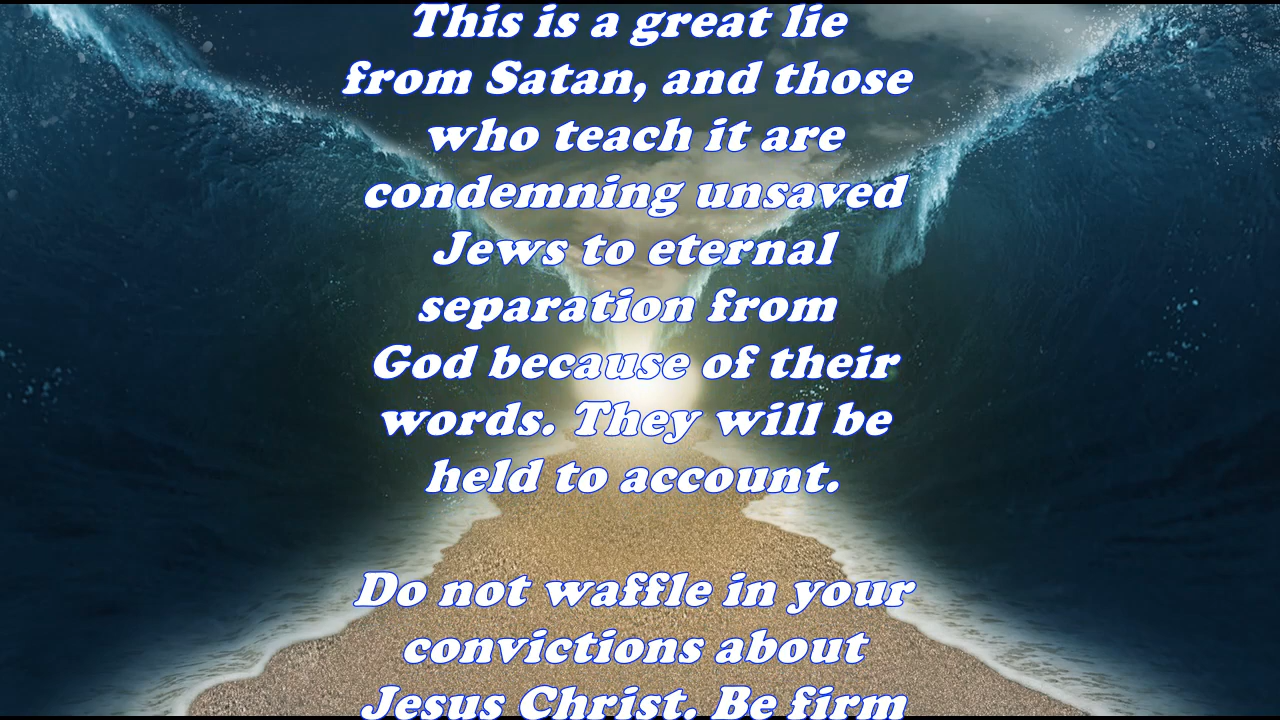 This is a great lie
from Satan, and those
who teach it are
condemning unsaved
Jews to eternal
separation from
God because of their
words. They will be
held to account.
Do not waffle in your
convictions about
Jesus Christ. Be firm